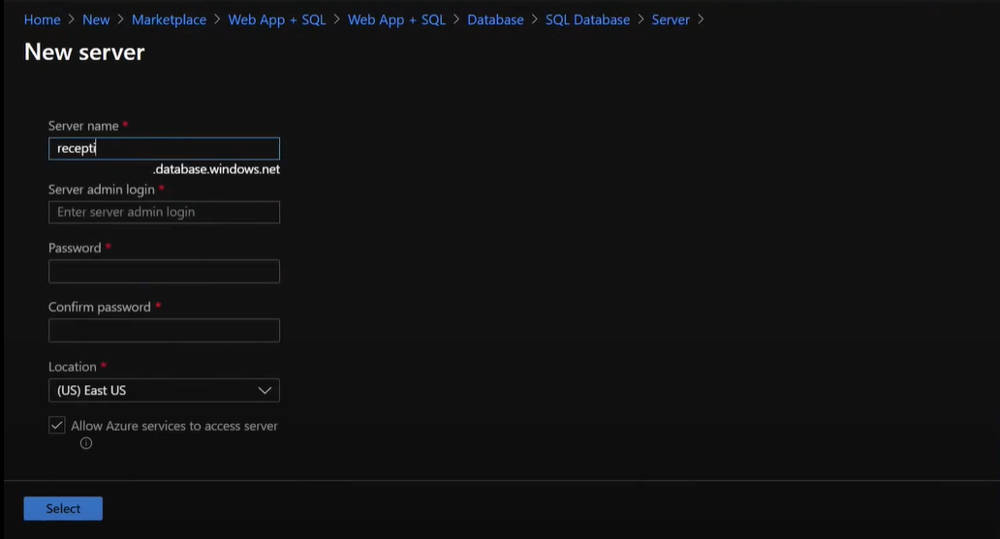 Home > New > Marketplace > Web App + SQL > Web App + SQL > Database > SQL Database > Server >
New server
Server name *
recepti
.database.windows.net
Server admin login *
Enter server admin login
Password *
Confirm password *
Location *
(US) East US
Allow Azure services to access server
Select